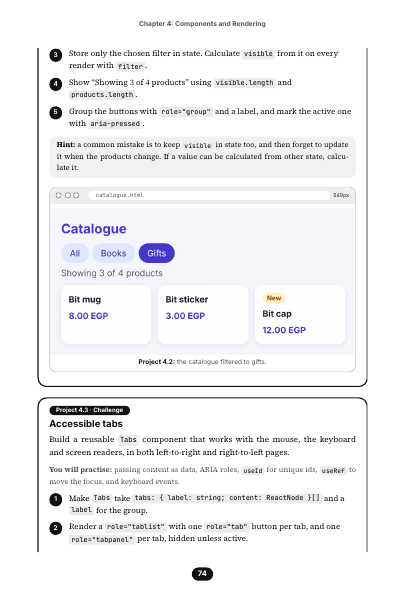 Chapter 4: Components and Rendering
3 Store only the chosen filter in state. Calculate visible from it on every
render with filter.
4 Show “Showing 3 of 4 products” using visible.length and
products.length.
5 Group the buttons with role="group" and a label, and mark the active one
with aria-pressed.
Hint: a common mistake is to keep visible in state too, and then forget to update
it when the products change. If a value can be calculated from other state, calcu-
late it.
catalogue.html 560px
Catalogue
All Books Gifts
Showing 3 of 4 products
Bit mug
8.00 EGP
Bit sticker
3.00 EGP
New
Bit cap
12.00 EGP
Project 4.2: the catalogue filtered to gifts.
Project 4.3 · Challenge
Accessible tabs
Build a reusable Tabs component that works with the mouse, the keyboard
and screen readers, in both left-to-right and right-to-left pages.
You will practise: passing content as data, ARIA roles, useId for unique ids, useRef to
move the focus, and keyboard events.
1 Make Tabs take tabs: { label: string; content: ReactNode }[] and a
label for the group.
2 Render a role="tablist" with one role="tab" button per tab, and one
role="tabpanel" per tab, hidden unless active.
74